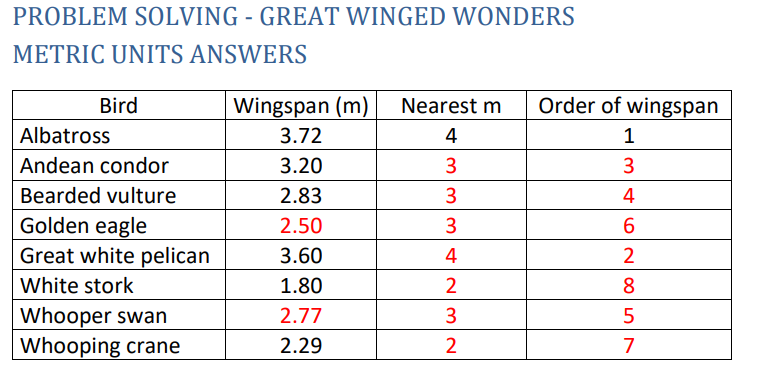 PROBLEM SOLVING - GREAT WINGED WONDERS
METRIC UNITS ANSWERS
Bird Wingspan (m) Nearest m Order of wingspan
Albatross 3.72 4 1
Andean condor 3.20 3 3
Bearded vulture 2.83 3 4
Golden eagle 2.50 3 6
Great white pelican 3.60 4 2
White stork 1.80 2 8
Whooper swan 2.77 3 5
Whooping crane 2.29 2 7